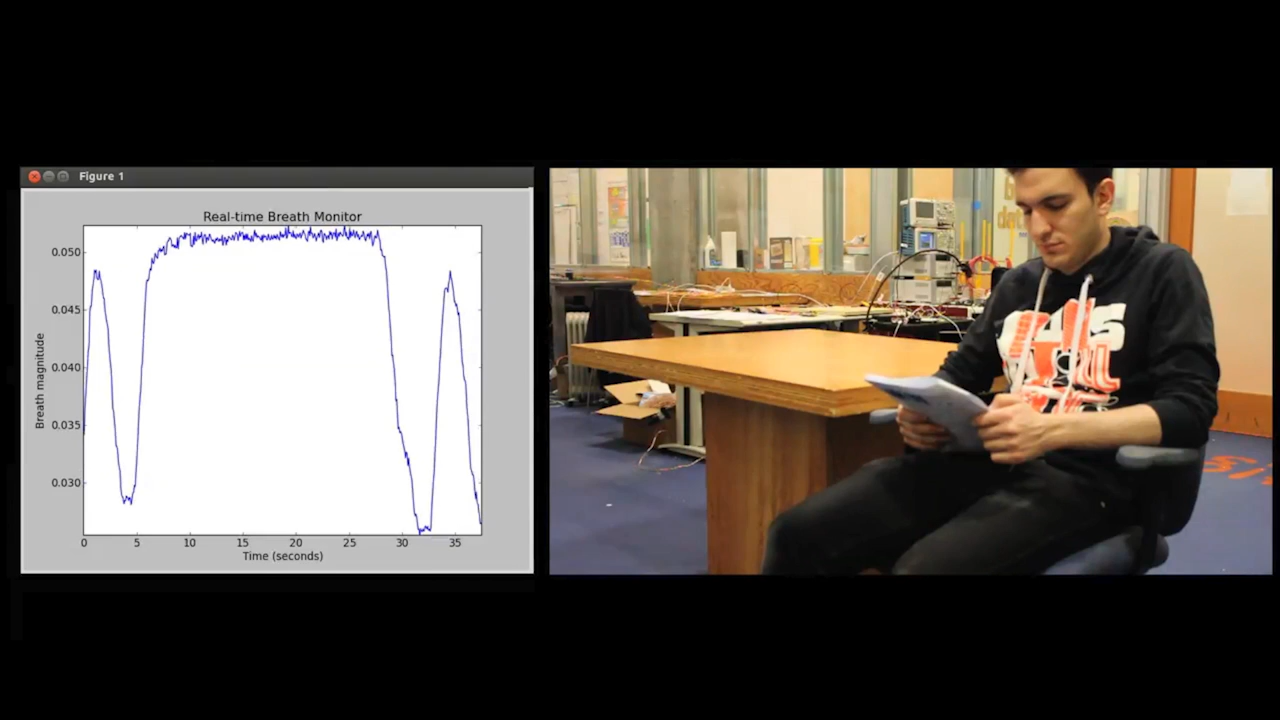 Figure 1
Real-time Breath Monitor
0.050
0.045
0.040
0.035
0.030
Breath magnitude
0 5 10 15 20 25 30 35
Time (seconds)